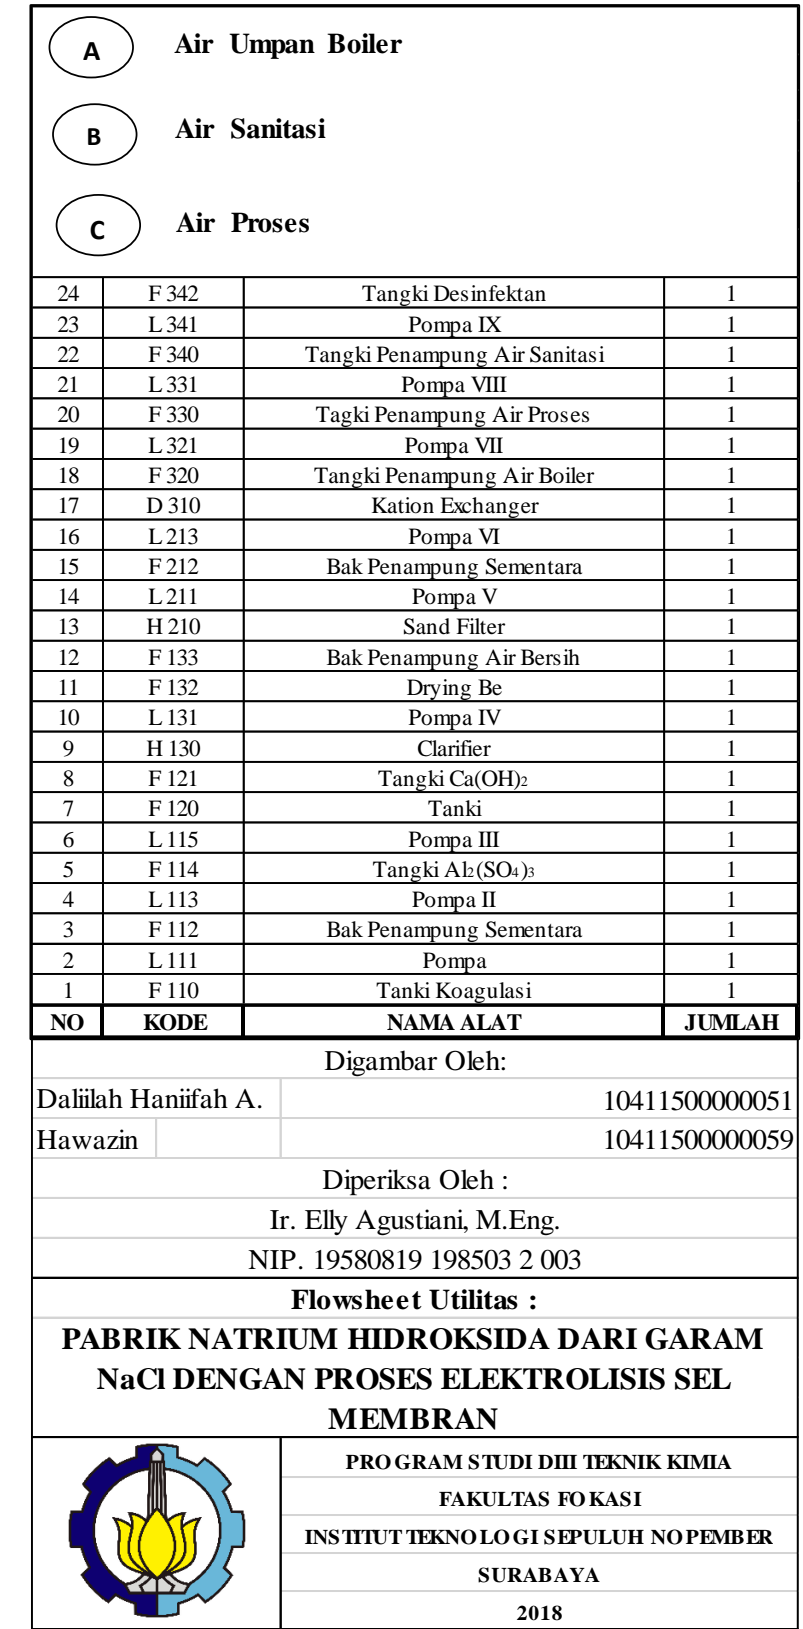 A Air Umpan Boiler
B Air Sanitasi
C Air Proses
24 F 342 Tangki Desinfektan 1
23 L 341 Pompa IX 1
22 F 340 Tangki Penampung Air Sanitasi 1
21 L 331 Pompa VIII 1
20 F 330 Tagki Penampung Air Proses 1
19 L 321 Pompa VII 1
18 F 320 Tangki Penampung Air Boiler 1
17 D 310 Kation Exchanger 1
16 L 213 Pompa VI 1
15 F 212 Bak Penampung Sementara 1
14 L 211 Pompa V 1
13 H 210 Sand Filter 1
12 F 133 Bak Penampung Air Bersih 1
11 F 132 Drying Be 1
10 L 131 Pompa IV 1
9 H 130 Clarifier 1
8 F 121 Tangki Ca(OH)₂ 1
7 F 120 Tanki 1
6 L 115 Pompa III 1
5 F 114 Tangki Al₂(SO₄)₃ 1
4 L 113 Pompa II 1
3 F 112 Bak Penampung Sementara 1
2 L 111 Pompa 1
1 F 110 Tanki Koagulasi 1
NO KODE NAMA ALAT JUMLAH
Digambar Oleh:
Daliilah Haniifah A. 10411500000051
Hawazin 10411500000059
Diperiksa Oleh :
Ir. Elly Agustiani, M.Eng.
NIP. 19580819 198503 2 003
Flowsheet Utilitas :
PABRIK NATRIUM HIDROKSIDA DARI GARAM
NaCl DENGAN PROSES ELEKTROLISIS SEL
MEMBRAN
PROGRAM STUDI DIII TEKNIK KIMIA
FAKULTAS FOKASI
INSTITUT TEKNOLOGI SEPULUH NOPEMBER
SURABAYA
2018